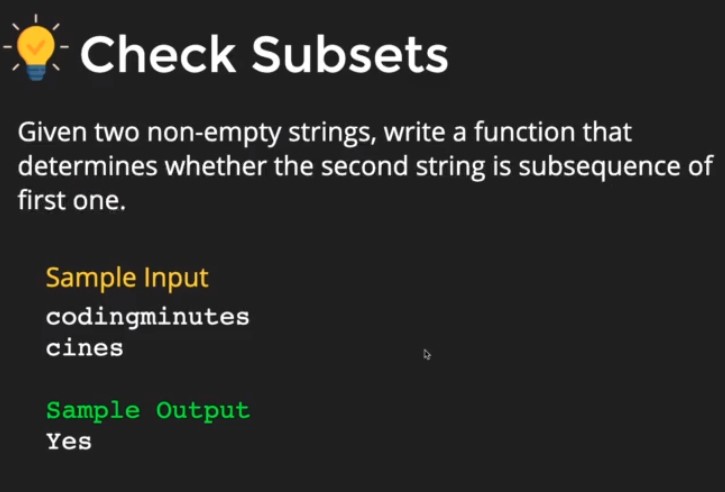 Check Subsets
Given two non-empty strings, write a function that
determines whether the second string is subsequence of
first one.
Sample Input
codingminutes
cines
Sample Output
Yes